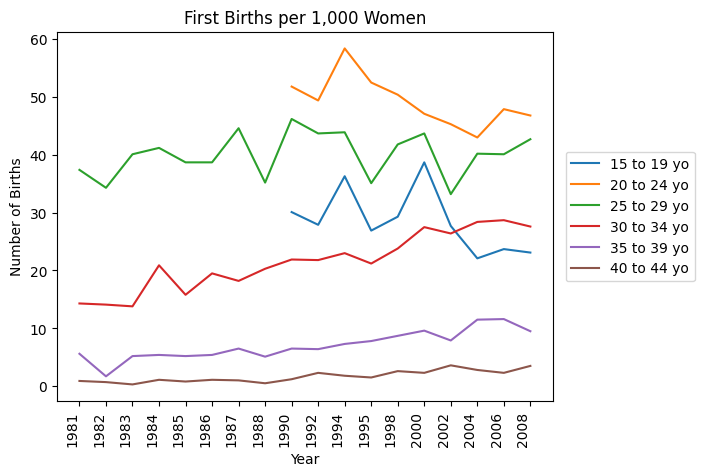 First Births per 1,000 Women
Number of Births
60
50
40
30
20
10
0
1981
1982
1983
1984
1985
1986
1987
1988
1990
1992
1994
1995
1998
2000
2002
2004
2006
2008
Year
15 to 19 yo
20 to 24 yo
25 to 29 yo
30 to 34 yo
35 to 39 yo
40 to 44 yo